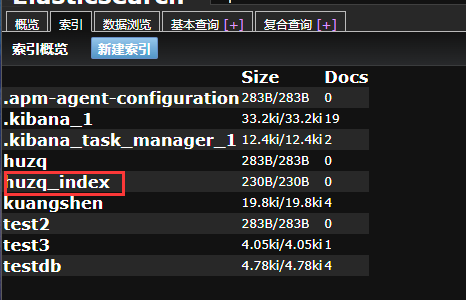 概览 索引 数据浏览 基本查询 [+] 复合查询 [+]
索引概览 新建索引
Size Docs
.apm-agent-configuration 283B/283B 0
.kibana_1 33.2ki/33.2ki 19
.kibana_task_manager_1 12.4ki/12.4ki 2
huzq 283B/283B 0
huzq_index 230B/230B 0
kuangshen 19.8ki/19.8ki 4
test2 283B/283B 0
test3 4.05ki/4.05ki 1
testdb 4.78ki/4.78ki 4